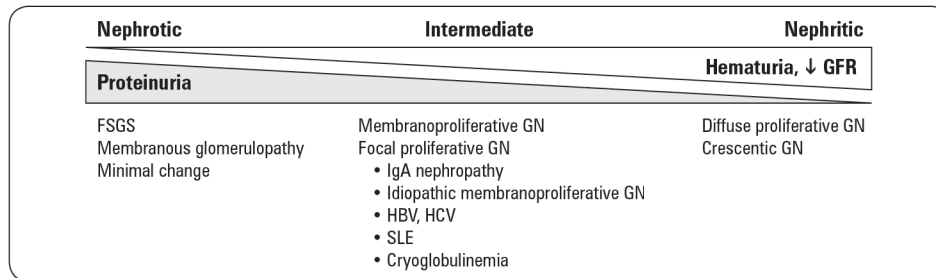 Nephrotic Intermediate Nephritic
Hematuria, ↓ GFR
Proteinuria
FSGS Membranoproliferative GN Diffuse proliferative GN
Membranous glomerulopathy Focal proliferative GN Crescentic GN
Minimal change • IgA nephropathy
• Idiopathic membranoproliferative GN
• HBV, HCV
• SLE
• Cryoglobulinemia